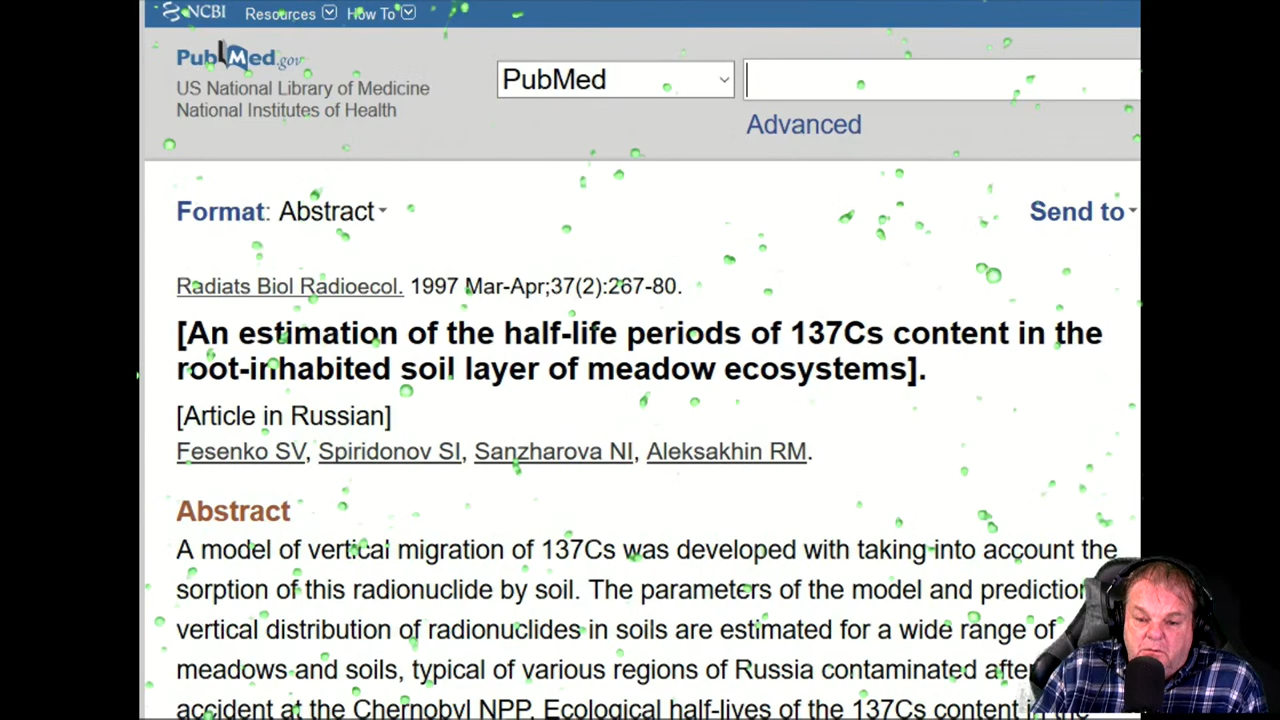 NCBI Resources How To
PubMed.gov
US National Library of Medicine
National Institutes of Health
PubMed
Advanced
Format: Abstract
Send to
Radiats Biol Radioecol. 1997 Mar-Apr;37(2):267-80.
[An estimation of the half-life periods of 137Cs content in the
root-inhabited soil layer of meadow ecosystems].
[Article in Russian]
Fesenko SV, Spiridonov SI, Sanzharova NI, Aleksakhin RM.
Abstract
A model of vertical migration of 137Cs was developed with taking into account the
sorption of this radionuclide by soil. The parameters of the model and prediction
vertical distribution of radionuclides in soils are estimated for a wide range of
meadows and soils, typical of various regions of Russia contaminated after
accident at the Chernobyl NPP. Ecological half-lives of the 137Cs content in